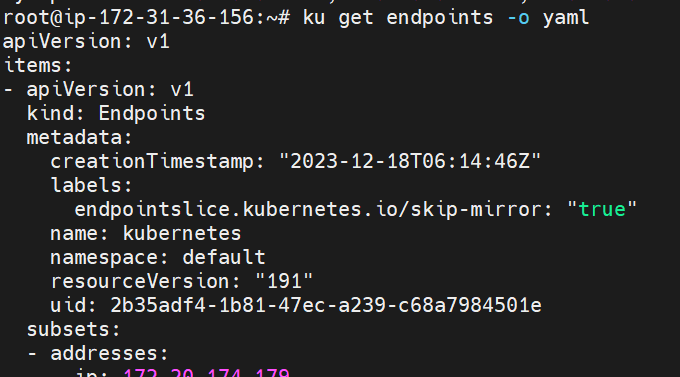 root@ip-172-31-36-156:~# ku get endpoints -o yaml
apiVersion: v1
items:
- apiVersion: v1
  kind: Endpoints
  metadata:
    creationTimestamp: "2023-12-18T06:14:46Z"
    labels:
      endpointslice.kubernetes.io/skip-mirror: "true"
    name: kubernetes
    namespace: default
    resourceVersion: "191"
    uid: 2b35adf4-1b81-47ec-a239-c68a7984501e
  subsets:
  - addresses:
    - ip: 172.20.174.179